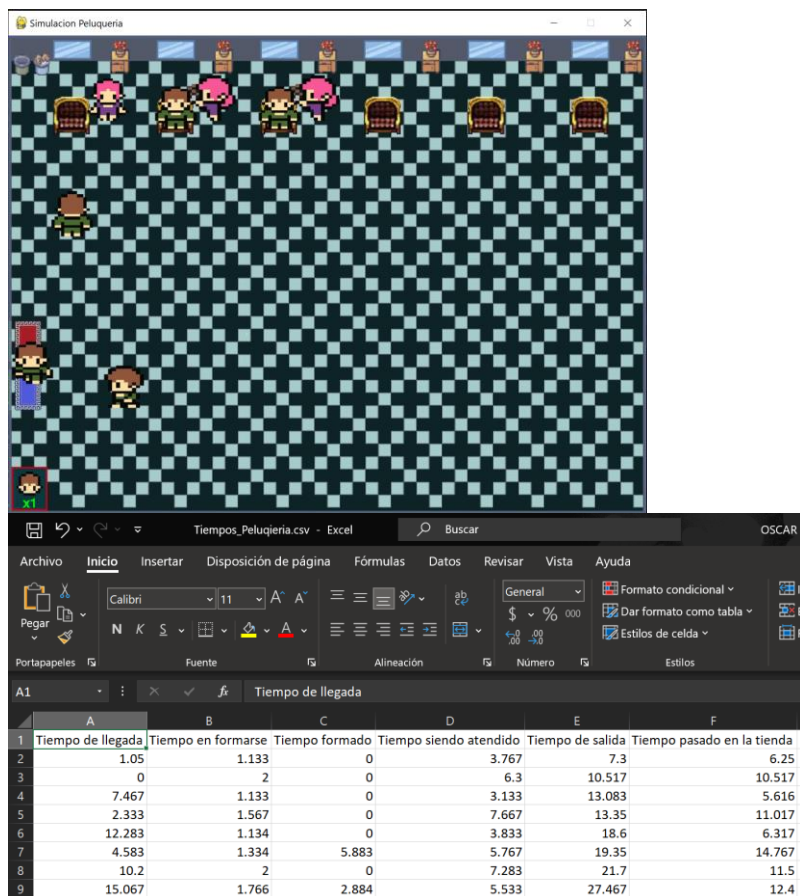 Simulacion Peluqueria
x1
Tiempos_Peluqieria.csv - Excel Buscar OSCAR
Archivo Inicio Insertar Disposición de página Fórmulas Datos Revisar Vista Ayuda
Pegar
Calibri 11 A A ab General Formato condicional
N K S A $ % 000 Dar formato como tabla
Estilos de celda
Portapapeles Fuente Alineación Número Estilos
A1 fx Tiempo de llegada
A B C D E F
1 Tiempo de llegada Tiempo en formarse Tiempo formado Tiempo siendo atendido Tiempo de salida Tiempo pasado en la tienda
2 1.05 1.133 0 3.767 7.3 6.25
3 0 2 0 6.3 10.517 10.517
4 7.467 1.133 0 3.133 13.083 5.616
5 2.333 1.567 0 7.667 13.35 11.017
6 12.283 1.134 0 3.833 18.6 6.317
7 4.583 1.334 5.883 5.767 19.35 14.767
8 10.2 2 0 7.283 21.7 11.5
9 15.067 1.766 2.884 5.533 27.467 12.4